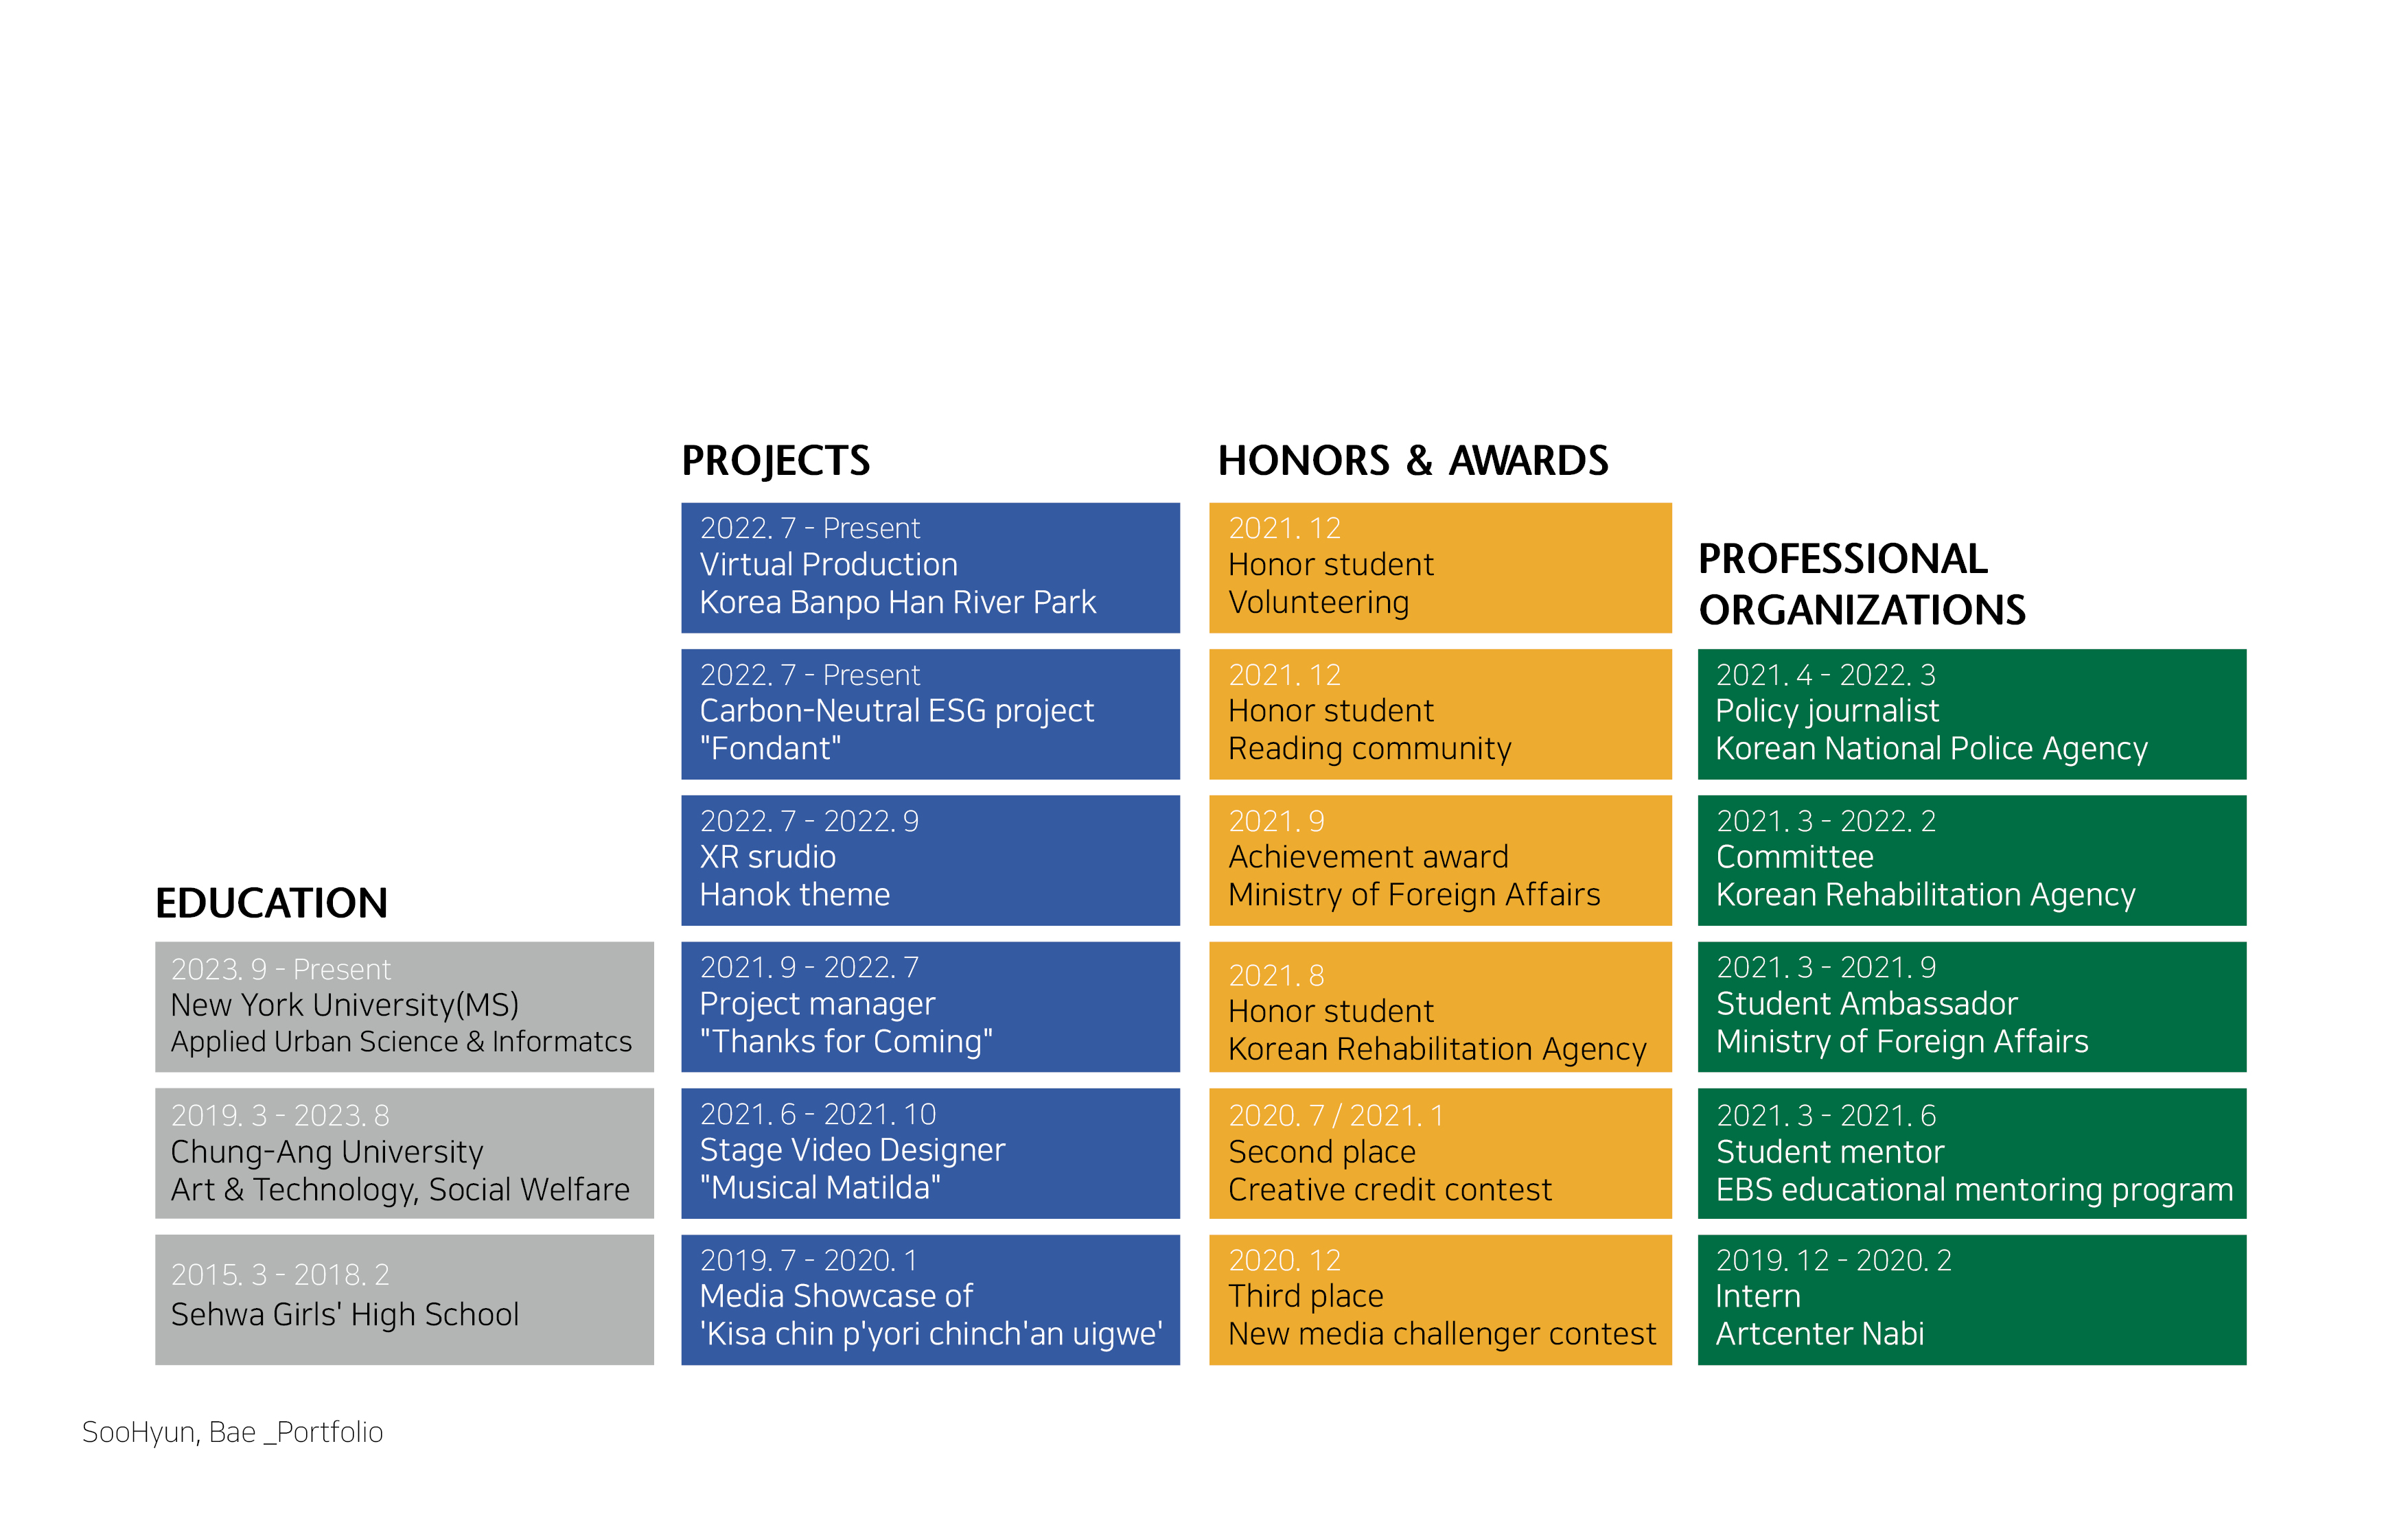 EDUCATION
2023. 9 - Present
New York University(MS)
Applied Urban Science & Informatcs
2019. 3 - 2023. 8
Chung-Ang University
Art & Technology, Social Welfare
2015. 3 - 2018. 2
Sehwa Girls' High School
PROJECTS
2022. 7 - Present
Virtual Production
Korea Banpo Han River Park
2022. 7 - Present
Carbon-Neutral ESG project
"Fondant"
2022. 7 - 2022. 9
XR srudio
Hanok theme
2021. 9 - 2022. 7
Project manager
"Thanks for Coming"
2021. 6 - 2021. 10
Stage Video Designer
"Musical Matilda"
2019. 7 - 2020. 1
Media Showcase of
'Kisa chin p'yori chinch'an uigwe'
HONORS & AWARDS
2021. 12
Honor student
Volunteering
2021. 12
Honor student
Reading community
2021. 9
Achievement award
Ministry of Foreign Affairs
2021. 8
Honor student
Korean Rehabilitation Agency
2020. 7 / 2021. 1
Second place
Creative credit contest
2020. 12
Third place
New media challenger contest
PROFESSIONAL
ORGANIZATIONS
2021. 4 - 2022. 3
Policy journalist
Korean National Police Agency
2021. 3 - 2022. 2
Committee
Korean Rehabilitation Agency
2021. 3 - 2021. 9
Student Ambassador
Ministry of Foreign Affairs
2021. 3 - 2021. 6
Student mentor
EBS educational mentoring program
2019. 12 - 2020. 2
Intern
Artcenter Nabi
SooHyun, Bae _Portfolio